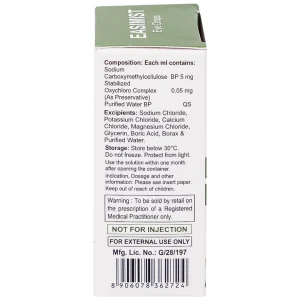 EASIMIST
Eye Drops
Composition: Each ml contains:
Sodium
Carboxymethylcellulose BP 5 mg
Stabilized
Oxychloro Complex 0.05 mg
(As Preservative)
Purified Water BP QS
Excipients: Sodium Chloride,
Potassium Chloride, Calcium
Chloride, Magnesium Chloride,
Glycerin, Boric Acid, Borax &
Purified Water.
Storage: Store below 30°C.
Do not freeze. Protect from light.
Use the solution within one month
after opening the container.
Indication, Dosage and other
information: Please see insert paper.
Keep out of reach of children.
Warning : To be sold by retail on
the prescription of a Registered
Medical Practitioner only.
NOT FOR INJECTION
FOR EXTERNAL USE ONLY
Mfg. Lic. No.: G/28/197
8 906078 362724